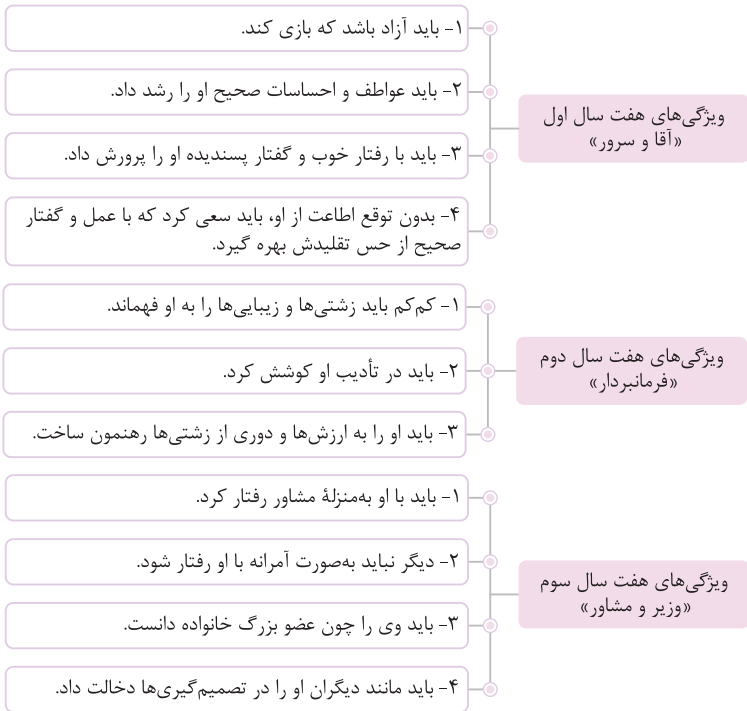 ویژگی‌های هفت سال اول
«آقا و سرور»
۱- باید آزاد باشد که بازی کند.
۲- باید عواطف و احساسات صحیح او را رشد داد.
۳- باید با رفتار خوب و گفتار پسندیده او را پرورش داد.
۴- بدون توقع اطاعت از او، باید سعی کرد که با عمل و گفتار
صحیح از حس تقلیدش بهره گیرد.
ویژگی‌های هفت سال دوم
«فرمانبردار»
۱- کم‌کم باید زشتی‌ها و زیبایی‌ها را به او فهماند.
۲- باید در تأدیب او کوشش کرد.
۳- باید او را به ارزش‌ها و دوری از زشتی‌ها رهنمون ساخت.
ویژگی‌های هفت سال سوم
«وزیر و مشاور»
۱- باید با او به‌منزلهٔ مشاور رفتار کرد.
۲- دیگر نباید به‌صورت آمرانه با او رفتار شود.
۳- باید وی را چون عضو بزرگ خانواده دانست.
۴- باید مانند دیگران او را در تصمیم‌گیری‌ها دخالت داد.